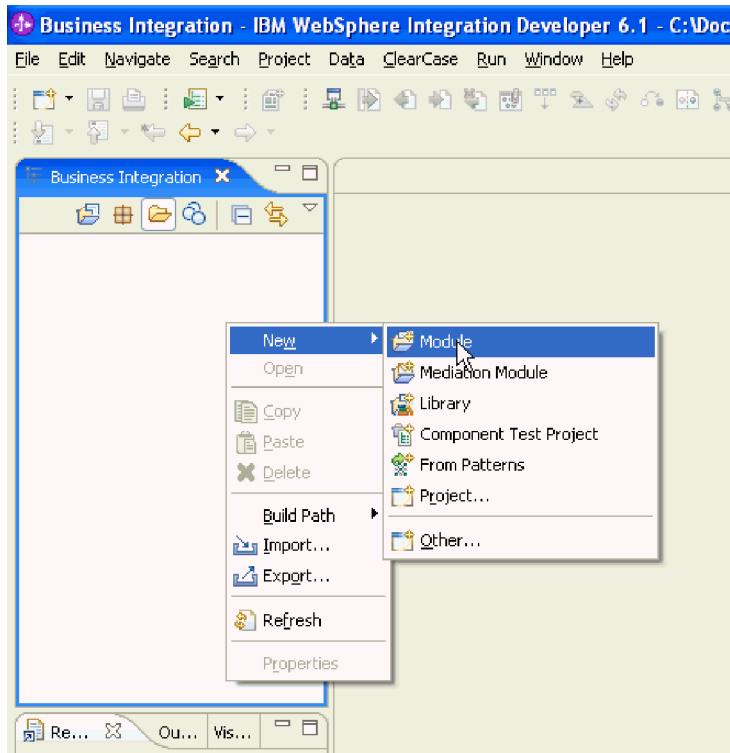 Business Integration - IBM WebSphere Integration Developer 6.1 - C:\Doc
File Edit Navigate Search Project Data ClearCase Run Window Help
Business Integration
New
Open
Copy
Paste
Delete
Build Path
Import...
Export...
Refresh
Properties
Module
Mediation Module
Library
Component Test Project
From Patterns
Project...
Other...
Re... Ou... Vis...